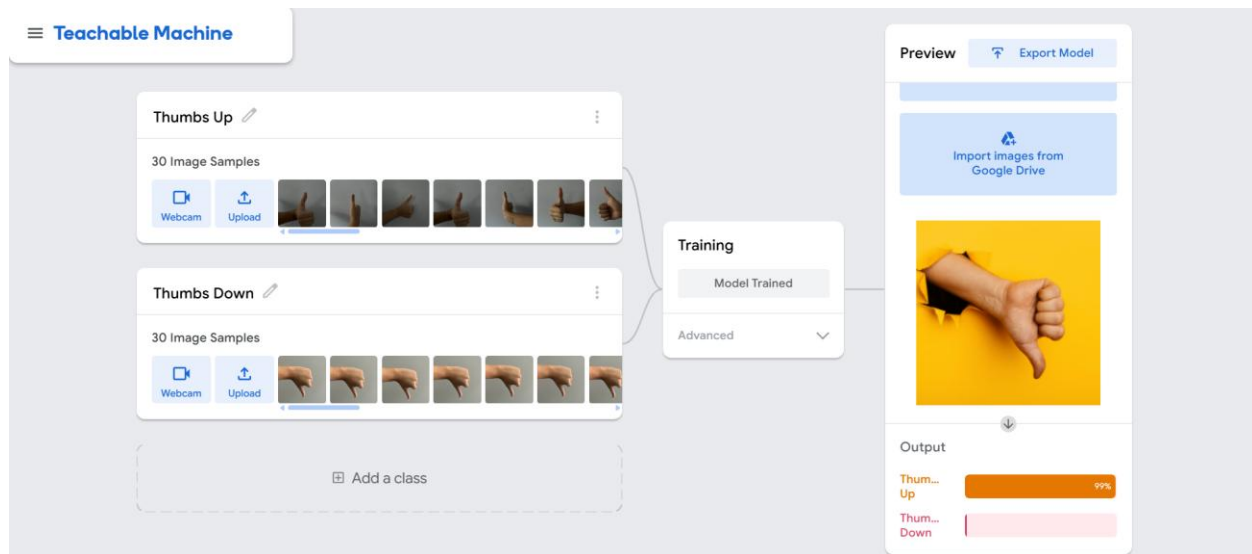 Teachable Machine
Thumbs Up
30 Image Samples
Webcam
Upload
Thumbs Down
30 Image Samples
Webcam
Upload
Add a class
Training
Model Trained
Advanced
Preview
Export Model
Import images from
Google Drive
Output
Thum...
Up
99%
Thum...
Down